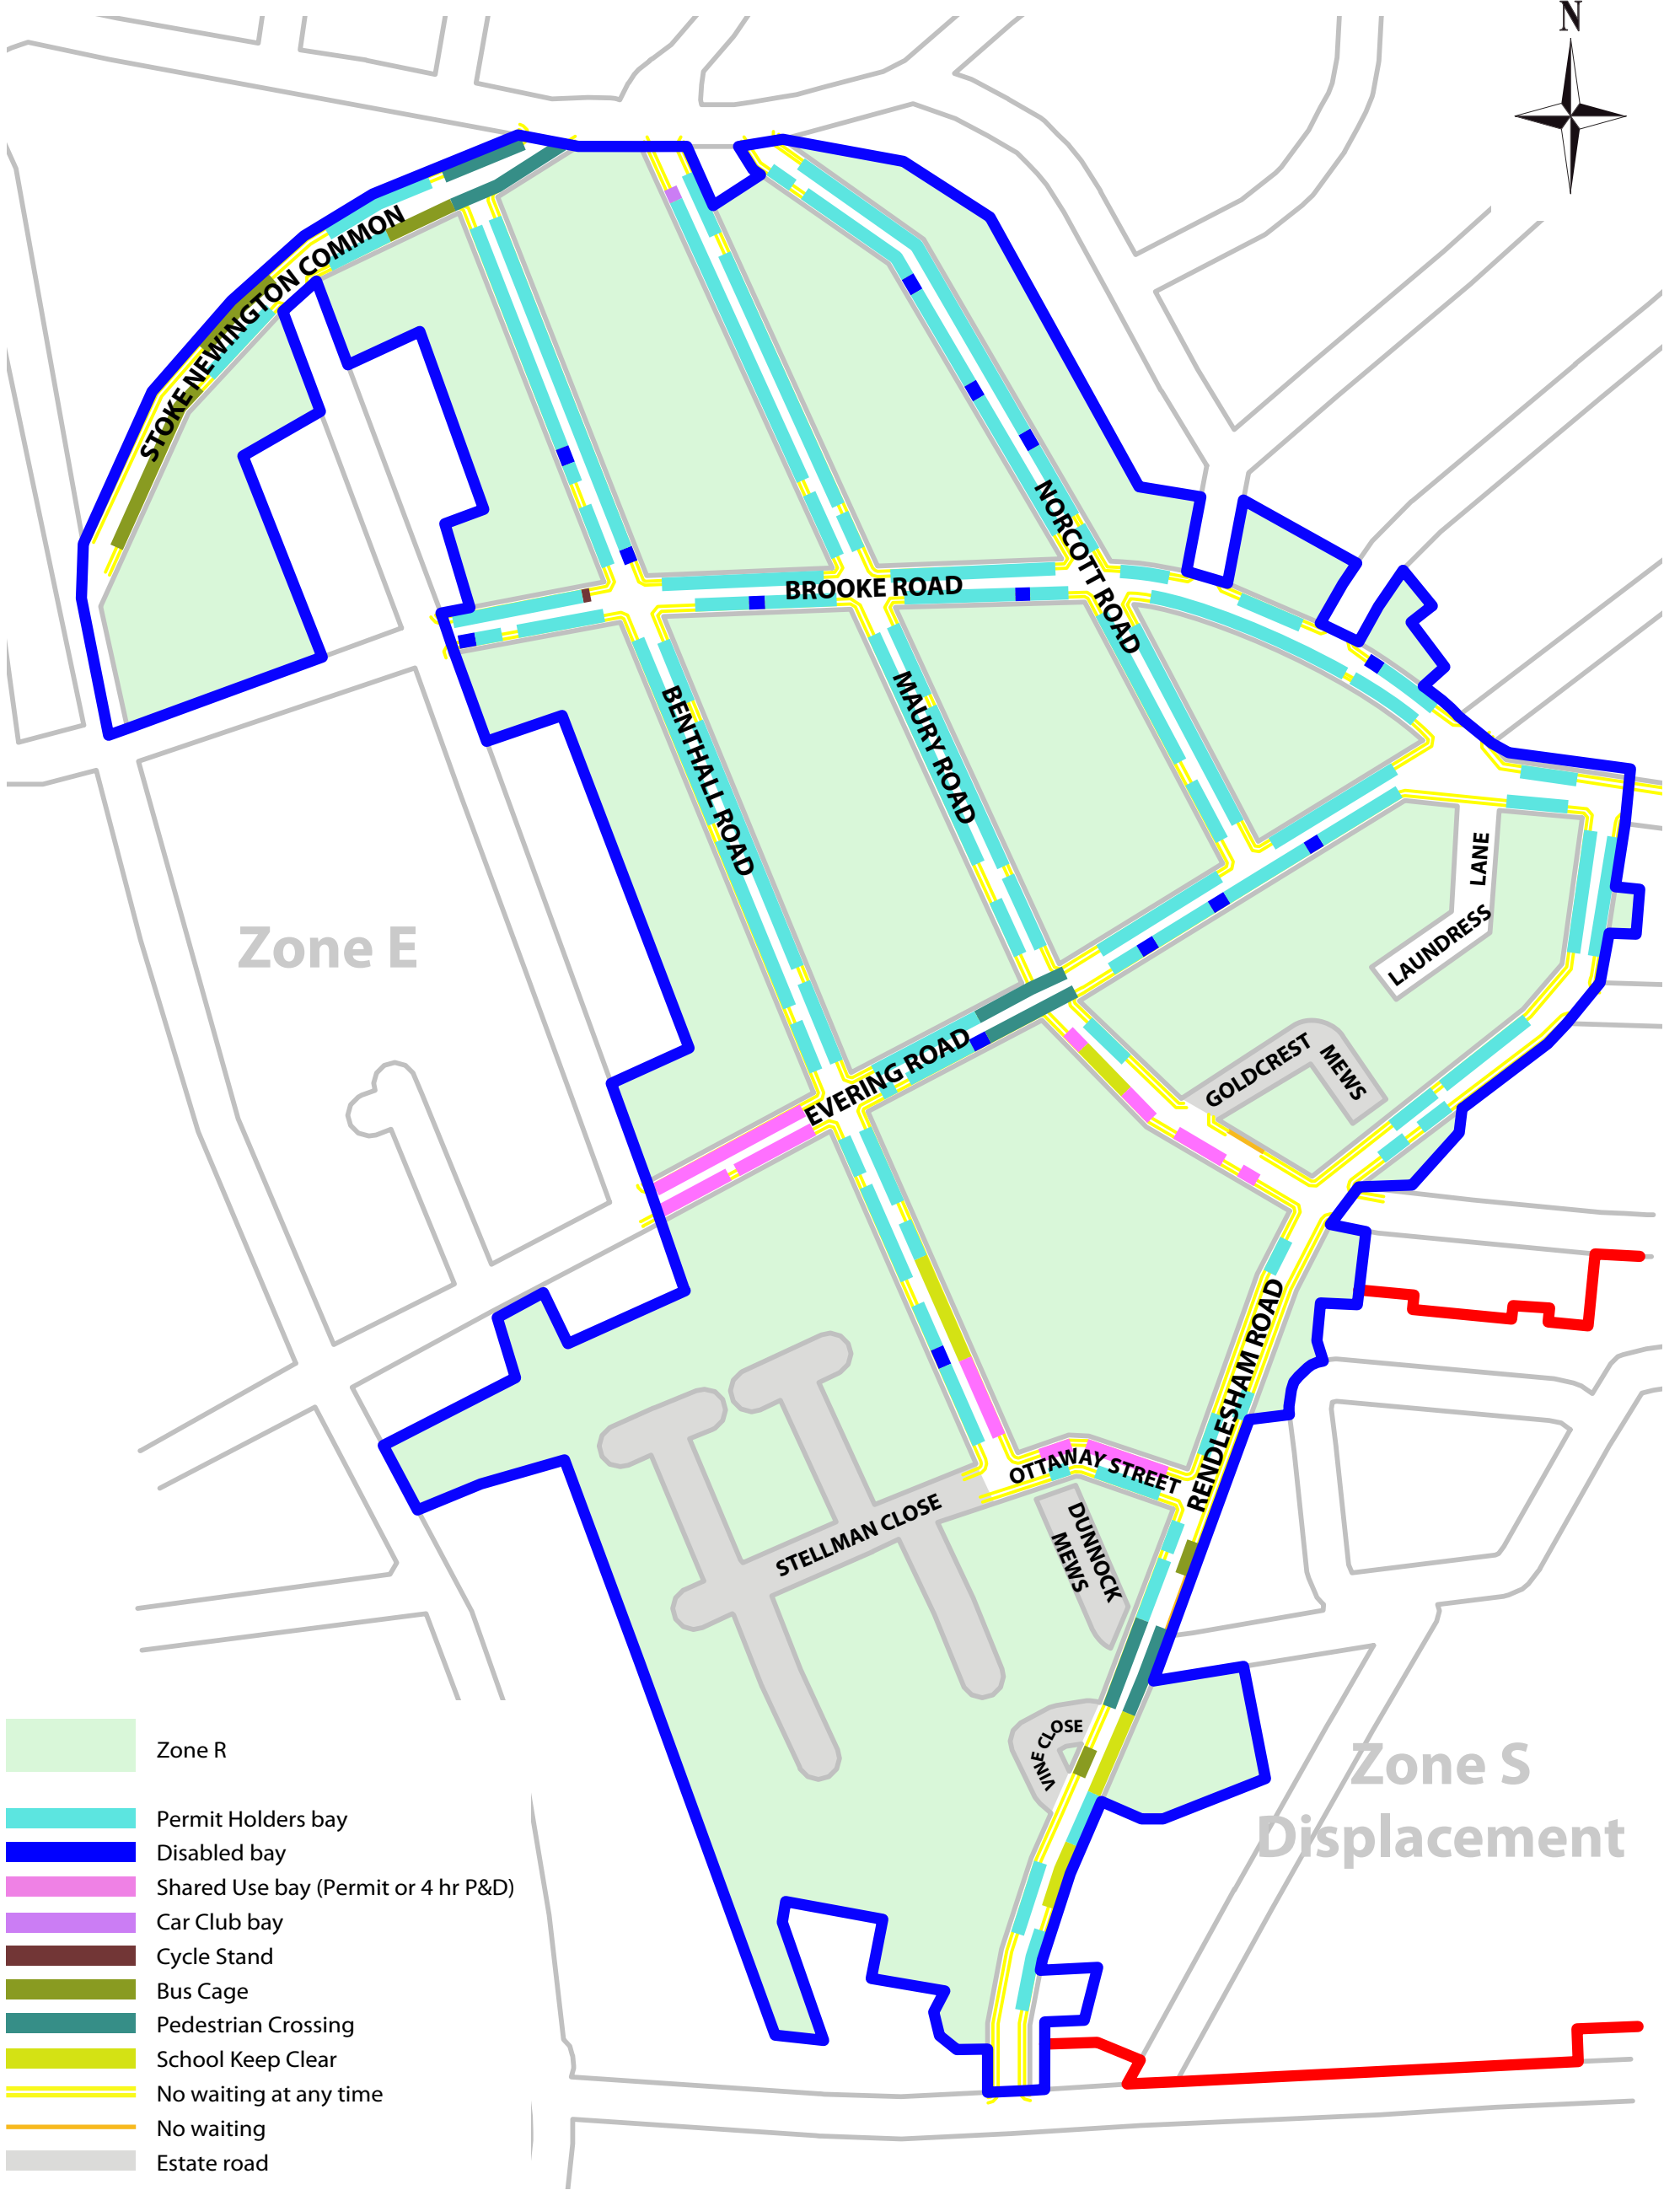 N
STOKE NEWINGTON COMMON
NORCOTT ROAD
BROOKE ROAD
BENTHALL ROAD
MAURY ROAD
LANE
LAUNDRESS
Zone E
EVERING ROAD
GOLDCREST
MEWS
RENDLESHAM ROAD
OTTAWAY STREET
STELLMAN CLOSE
DUNNOCK
MEWS
VINE CLOSE
Zone S
Displacement
Zone R
Permit Holders bay
Disabled bay
Shared Use bay (Permit or 4 hr P&D)
Car Club bay
Cycle Stand
Bus Cage
Pedestrian Crossing
School Keep Clear
No waiting at any time
No waiting
Estate road